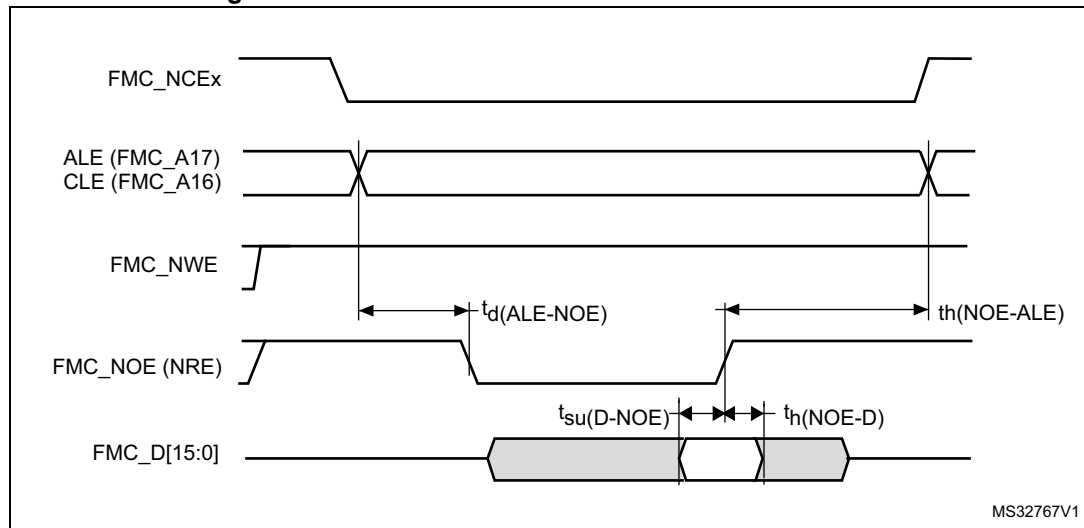 FMC_NCEx
ALE (FMC_A17)
CLE (FMC_A16)
FMC_NWE
td(ALE-NOE)
th(NOE-ALE)
FMC_NOE (NRE)
tsu(D-NOE)
th(NOE-D)
FMC_D[15:0]
MS32767V1